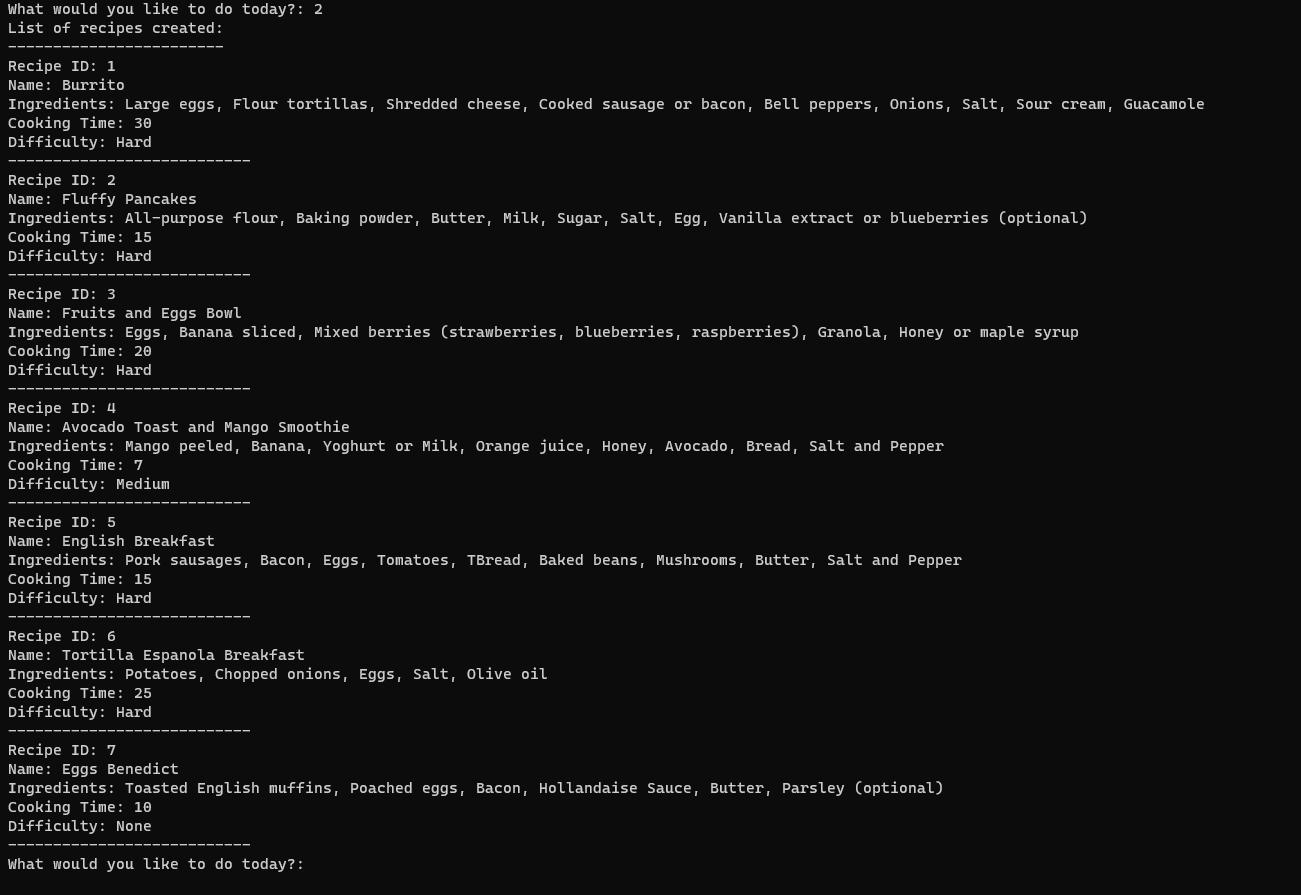 What would you like to do today?: 2
List of recipes created:
------------------------
Recipe ID: 1
Name: Burrito
Ingredients: Large eggs, Flour tortillas, Shredded cheese, Cooked sausage or bacon, Bell peppers, Onions, Salt, Sour cream, Guacamole
Cooking Time: 30
Difficulty: Hard
---------------------------
Recipe ID: 2
Name: Fluffy Pancakes
Ingredients: All-purpose flour, Baking powder, Butter, Milk, Sugar, Salt, Egg, Vanilla extract or blueberries (optional)
Cooking Time: 15
Difficulty: Hard
---------------------------
Recipe ID: 3
Name: Fruits and Eggs Bowl
Ingredients: Eggs, Banana sliced, Mixed berries (strawberries, blueberries, raspberries), Granola, Honey or maple syrup
Cooking Time: 20
Difficulty: Hard
---------------------------
Recipe ID: 4
Name: Avocado Toast and Mango Smoothie
Ingredients: Mango peeled, Banana, Yoghurt or Milk, Orange juice, Honey, Avocado, Bread, Salt and Pepper
Cooking Time: 7
Difficulty: Medium
---------------------------
Recipe ID: 5
Name: English Breakfast
Ingredients: Pork sausages, Bacon, Eggs, Tomatoes, TBread, Baked beans, Mushrooms, Butter, Salt and Pepper
Cooking Time: 15
Difficulty: Hard
---------------------------
Recipe ID: 6
Name: Tortilla Espanola Breakfast
Ingredients: Potatoes, Chopped onions, Eggs, Salt, Olive oil
Cooking Time: 25
Difficulty: Hard
---------------------------
Recipe ID: 7
Name: Eggs Benedict
Ingredients: Toasted English muffins, Poached eggs, Bacon, Hollandaise Sauce, Butter, Parsley (optional)
Cooking Time: 10
Difficulty: None
---------------------------
What would you like to do today?: